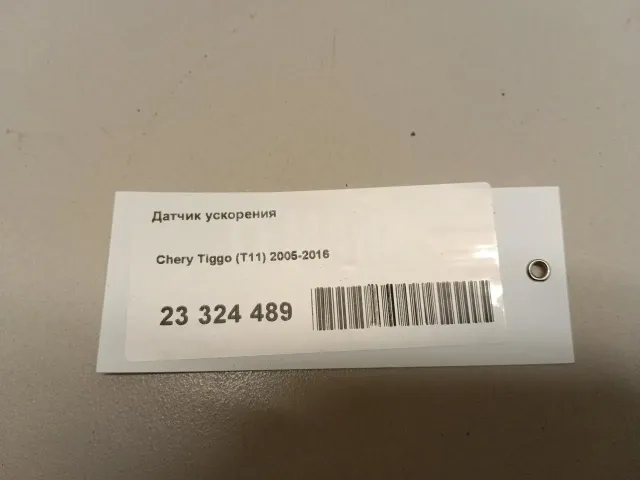 Датчик ускорения
Chery Tiggo (T11) 2005-2016
23 324 489